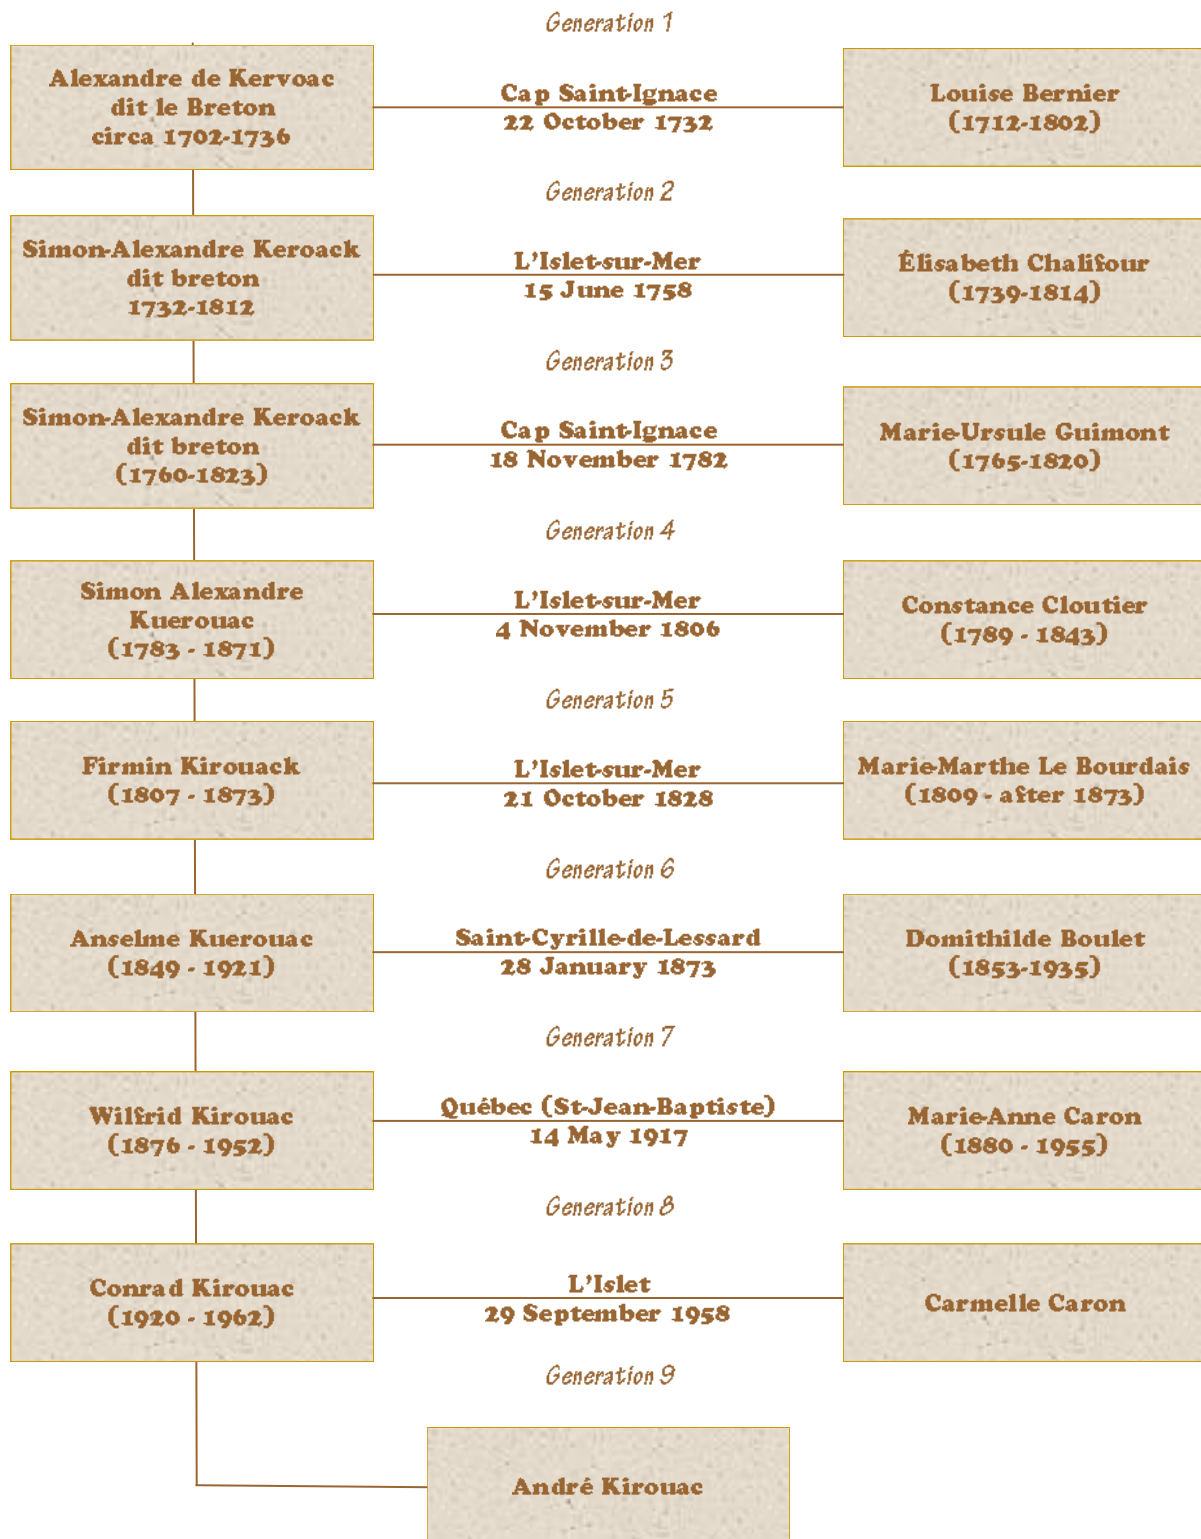 Generation 1
Alexandre de Kervoac
dit le Breton
circa 1702-1736
Cap Saint-Ignace
22 October 1732
Louise Bernier
(1712-1802)
Generation 2
Simon-Alexandre Keroack
dit breton
1732-1812
L'Islet-sur-Mer
15 June 1758
Élisabeth Chalifour
(1739-1814)
Generation 3
Simon-Alexandre Keroack
dit breton
(1760-1823)
Cap Saint-Ignace
18 November 1782
Marie-Ursule Guimont
(1765-1820)
Generation 4
Simon Alexandre
Kuerouac
(1783 - 1871)
L'Islet-sur-Mer
4 November 1806
Constance Cloutier
(1789 - 1843)
Generation 5
Firmin Kirouack
(1807 - 1873)
L'Islet-sur-Mer
21 October 1828
Marie-Marthe Le Bourdais
(1809 - after 1873)
Generation 6
Anselme Kuerouac
(1849 - 1921)
Saint-Cyrille-de-Lessard
28 January 1873
Domithilde Boulet
(1853-1935)
Generation 7
Wilfrid Kirouac
(1876 - 1952)
Québec (St-Jean-Baptiste)
14 May 1917
Marie-Anne Caron
(1880 - 1955)
Generation 8
Conrad Kirouac
(1920 - 1962)
L'Islet
29 September 1958
Carmelle Caron
Generation 9
André Kirouac